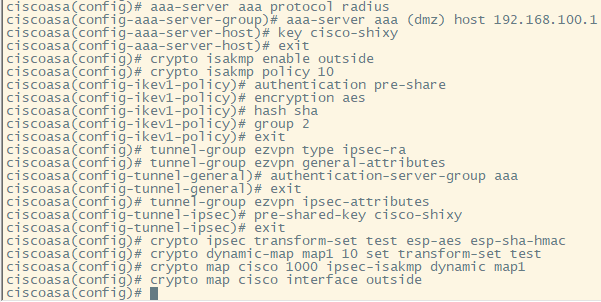 ciscoasa(config)# aaa-server aaa protocol radius
ciscoasa(config-aaa-server-group)# aaa-server aaa (dmz) host 192.168.100.1
ciscoasa(config-aaa-server-host)# key cisco-shixy
ciscoasa(config-aaa-server-host)# exit
ciscoasa(config)# crypto isakmp enable outside
ciscoasa(config)# crypto isakmp policy 10
ciscoasa(config-ikev1-policy)# authentication pre-share
ciscoasa(config-ikev1-policy)# encryption aes
ciscoasa(config-ikev1-policy)# hash sha
ciscoasa(config-ikev1-policy)# group 2
ciscoasa(config-ikev1-policy)# exit
ciscoasa(config)# tunnel-group ezvpn type ipsec-ra
ciscoasa(config)# tunnel-group ezvpn general-attributes
ciscoasa(config-tunnel-general)# authentication-server-group aaa
ciscoasa(config-tunnel-general)# exit
ciscoasa(config)# tunnel-group ezvpn ipsec-attributes
ciscoasa(config-tunnel-ipsec)# pre-shared-key cisco-shixy
ciscoasa(config-tunnel-ipsec)# exit
ciscoasa(config)# crypto ipsec transform-set test esp-aes esp-sha-hmac
ciscoasa(config)# crypto dynamic-map map1 10 set transform-set test
ciscoasa(config)# crypto map cisco 1000 ipsec-isakmp dynamic map1
ciscoasa(config)# crypto map cisco interface outside
ciscoasa(config)#